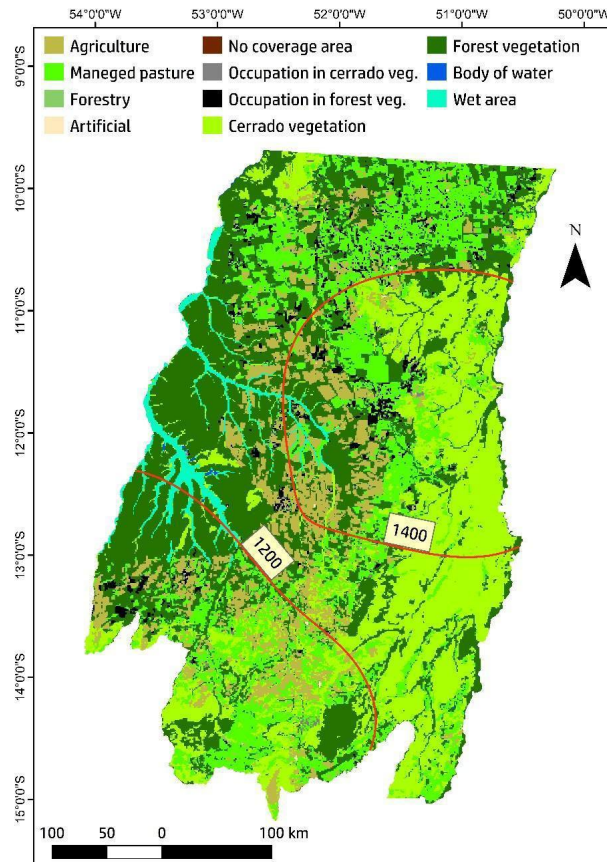 54°0'0"S
53°0'0"S
52°0'0"S
51°0'0"S
50°0'0"S
Agriculture
Maneged pasture
Forestry
Artificial
No coverage area
Occupation in cerrado veg.
Occupation in forest veg.
Cerrado vegetation
Forest vegetation
Body of water
Wet area
9°0'0"S
10°0'0"S
11°0'0"S
12°0'0"S
13°0'0"S
14°0'0"S
15°0'0"S
N
1200
1400
100
50
0
100 km